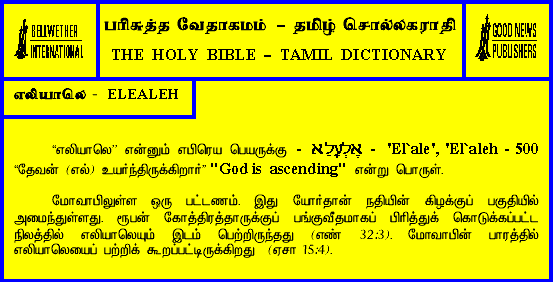 BELLWETHER
INTERNATIONAL
பரிசுத்த வேதாகமம் – தமிழ் சொல்லகராதி
THE HOLY BIBLE – TAMIL DICTIONARY
GOOD NEWS
PUBLISHERS
எலியாலெ - ELEALEH
“எலியாலெ” என்னும் எபிரெய பெயருக்கு - אֶלְעָלֵא - 'El`ale', 'El`aleh - 500
“தேவன் (எல்) உயர்ந்திருக்கிறார்” "God is ascending" என்று பொருள்.
மோவாபிலுள்ள ஒரு பட்டணம். இது யோர்தான் நதியின் கிழக்குப் பகுதியில்
அமைந்துள்ளது. ரூபன் கோத்திரத்தாருக்குப் பங்குவீதமாகப் பிரித்துக் கொடுக்கப்பட்ட
நிலத்தில் எலியாலெயும் இடம் பெற்றிருந்தது (எண் 32:3). மோவாபின் பாரத்தில்
எலியாலெயைப் பற்றிக் கூறப்பட்டிருக்கிறது (ஏசா 15:4).